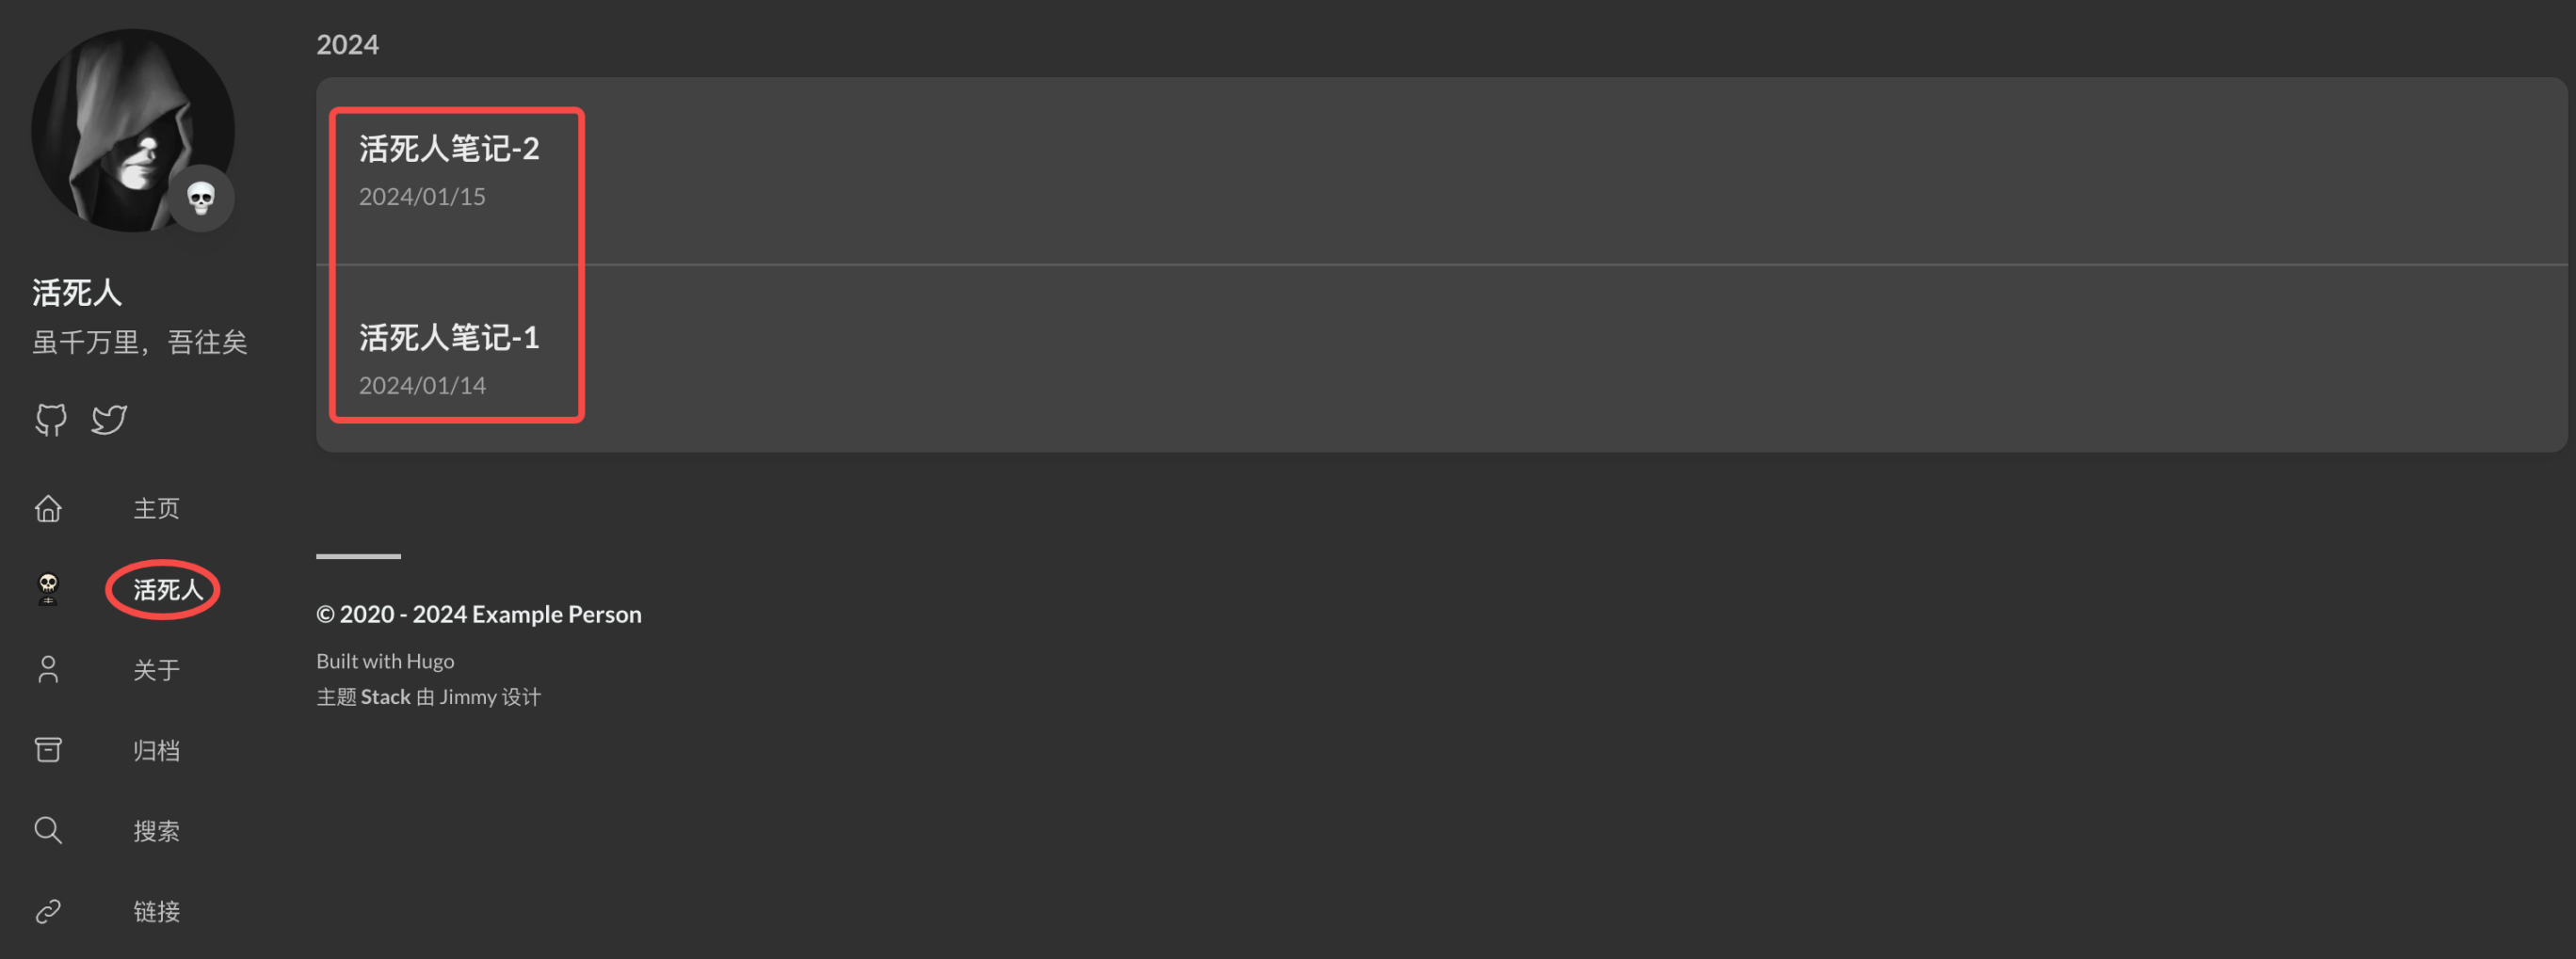 活死人
虽千万里，吾往矣
主页
活死人
关于
归档
搜索
链接
2024
活死人笔记-2
2024/01/15
活死人笔记-1
2024/01/14
© 2020 - 2024 Example Person
Built with Hugo
主题 Stack 由 Jimmy 设计